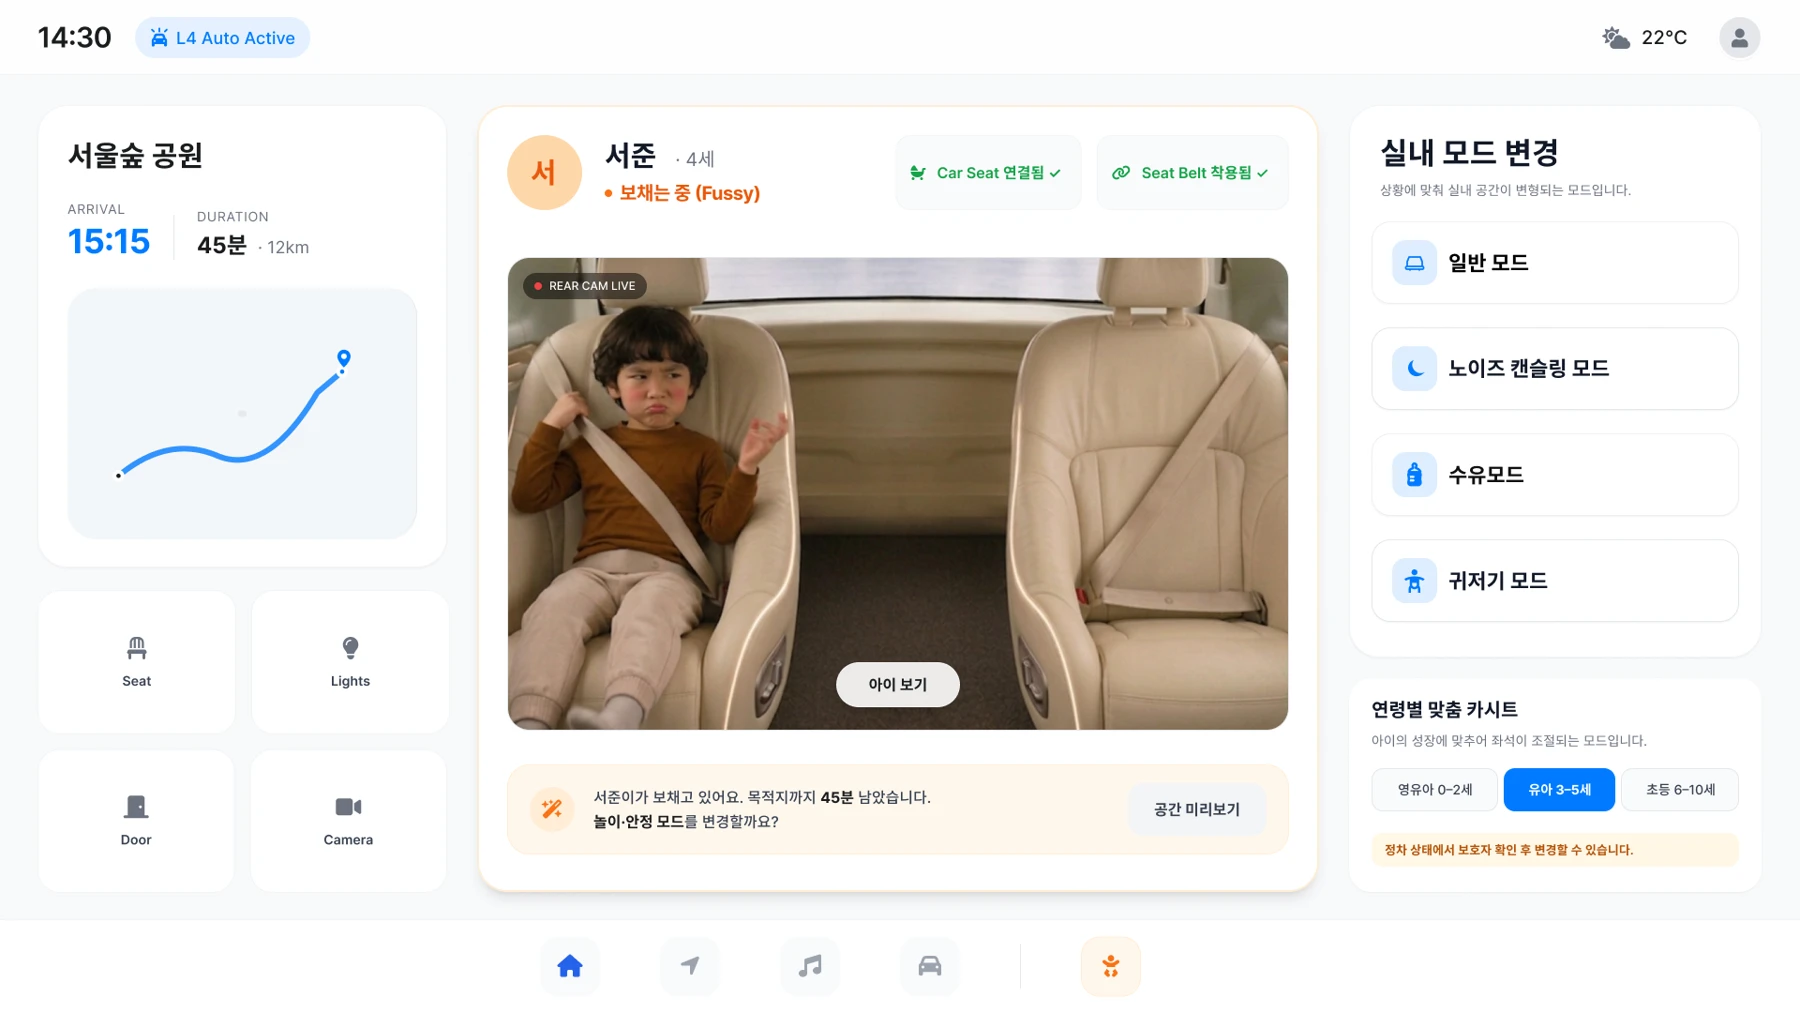 14:30
L4 Auto Active
22°C
서울숲 공원
ARRIVAL
15:15
DURATION
45분 · 12km
Seat
Lights
Door
Camera
서
서준 · 4세
• 보채는 중 (Fussy)
Car Seat 연결됨 ✓
Seat Belt 착용됨 ✓
REAR CAM LIVE
아이 보기
서준이가 보채고 있어요. 목적지까지 45분 남았습니다.
놀이·안정 모드를 변경할까요?
공간 미리보기
실내 모드 변경
상황에 맞춰 실내 공간이 변형되는 모드입니다.
일반 모드
노이즈 캔슬링 모드
수유모드
귀저기 모드
연령별 맞춤 카시트
아이의 성장에 맞추어 좌석이 조절되는 모드입니다.
영유아 0–2세
유아 3–5세
초등 6–10세
정차 상태에서 보호자 확인 후 변경할 수 있습니다.